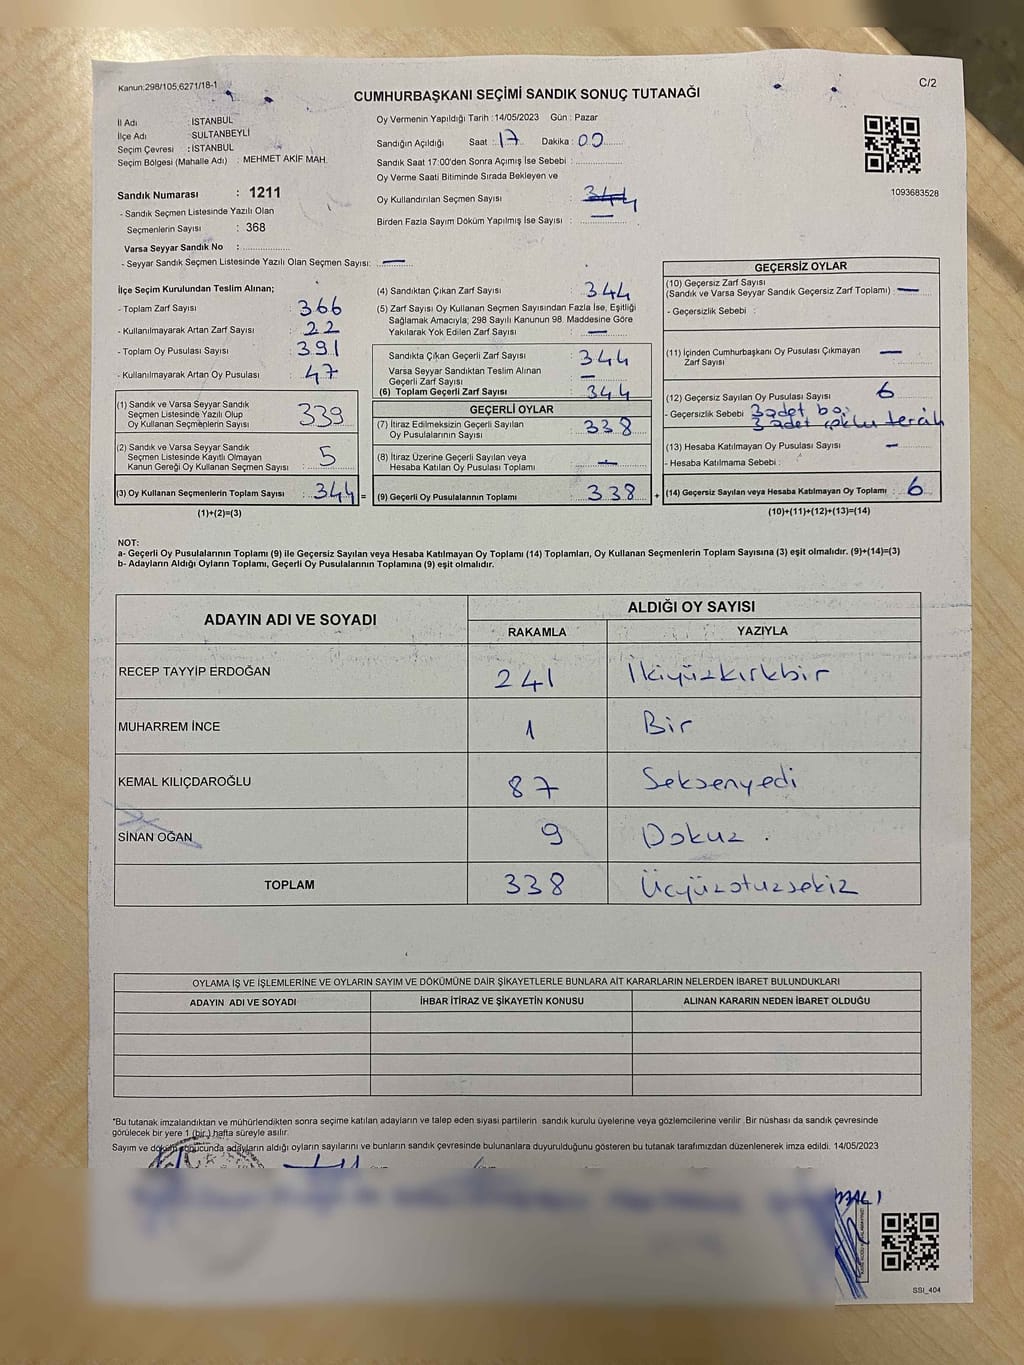 Kanun:298/105,6271/18-1
C/2
CUMHURBAŞKANI SEÇİMİ SANDIK SONUÇ TUTANAĞI
İl Adı : İSTANBUL
İlçe Adı : SULTANBEYLİ
Seçim Çevresi : İSTANBUL
Seçim Bölgesi (Mahalle Adı) : MEHMET AKİF MAH.
Sandık Numarası : 1211
- Sandık Seçmen Listesinde Yazılı Olan
Seçmenlerin Sayısı : 368
Varsa Seyyar Sandık No : ................
- Seyyar Sandık Seçmen Listesinde Yazılı Olan Seçmen Sayısı: —
Oy Vermenin Yapıldığı Tarih : 14/05/2023 Gün : Pazar
Sandığın Açıldığı Saat : 17 Dakika : 00
Sandık Saat 17:00'den Sonra Açımış İse Sebebi : ................
Oy Verme Saati Bitiminde Sırada Bekleyen ve
Oy Kullandırılan Seçmen Sayısı : 344
Birden Fazla Sayım Döküm Yapılmış İse Sayısı : —
1093683528
İlçe Seçim Kurulundan Teslim Alınan;
- Toplam Zarf Sayısı : 366
- Kullanılmayarak Artan Zarf Sayısı : 22
- Toplam Oy Pusulası Sayısı : 391
- Kullanılmayarak Artan Oy Pusulası : 47
(1) Sandık ve Varsa Seyyar Sandık
Seçmen Listesinde Yazılı Olup
Oy Kullanan Seçmenlerin Sayısı : 339
(2) Sandık ve Varsa Seyyar Sandık
Seçmen Listesinde Kayıtlı Olmayan
Kanun Gereği Oy Kullanan Seçmen Sayısı : 5
(3) Oy Kullanan Seçmenlerin Toplam Sayısı : 344 =
(1)+(2)=(3)
(4) Sandıktan Çıkan Zarf Sayısı : 344
(5) Zarf Sayısı Oy Kullanan Seçmen Sayısından Fazla İse, Eşitliği
Sağlamak Amacıyla; 298 Sayılı Kanunun 98. Maddesine Göre
Yakılarak Yok Edilen Zarf Sayısı : —
Sandıkta Çıkan Geçerli Zarf Sayısı : 344
Varsa Seyyar Sandıktan Teslim Alınan
Geçerli Zarf Sayısı : —
(6) Toplam Geçerli Zarf Sayısı : 344
GEÇERLİ OYLAR
(7) İtiraz Edilmeksizin Geçerli Sayılan
Oy Pusulalarının Sayısı : 338
(8) İtiraz Üzerine Geçerli Sayılan veya
Hesaba Katılan Oy Pusulası Toplamı : —
(9) Geçerli Oy Pusulalarının Toplamı : 338 +
GEÇERSİZ OYLAR
(10) Geçersiz Zarf Sayısı
(Sandık ve Varsa Seyyar Sandık Geçersiz Zarf Toplamı) : —
- Geçersizlik Sebebi :
(11) İçinden Cumhurbaşkanı Oy Pusulası Çıkmayan
Zarf Sayısı : —
(12) Geçersiz Sayılan Oy Pusulası Sayısı : 6
- Geçersizlik Sebebi 3 adet boş
3 adet çoklu tercih
(13) Hesaba Katılmayan Oy Pusulası Sayısı : —
- Hesaba Katılmama Sebebi :
(14) Geçersiz Sayılan veya Hesaba Katılmayan Oy Toplamı : 6
(10)+(11)+(12)+(13)=(14)
NOT:
a- Geçerli Oy Pusulalarının Toplamı (9) ile Geçersiz Sayılan veya Hesaba Katılmayan Oy Toplamı (14) Toplamları, Oy Kullanan Seçmenlerin Toplam Sayısına (3) eşit olmalıdır. (9)+(14)=(3)
b- Adayların Aldığı Oyların Toplamı, Geçerli Oy Pusulalarının Toplamına (9) eşit olmalıdır.
ADAYIN ADI VE SOYADI ALDIĞI OY SAYISI
RAKAMLA YAZIYLA
RECEP TAYYİP ERDOĞAN 241 İkiyüzkırkbir
MUHARREM İNCE 1 Bir
KEMAL KILIÇDAROĞLU 87 Seksenyedi
SİNAN OĞAN 9 Dokuz .
TOPLAM 338 Üçyüzotuzsekiz
OYLAMA İŞ VE İŞLEMLERİNE VE OYLARIN SAYIM VE DÖKÜMÜNE DAİR ŞİKAYETLERLE BUNLARA AİT KARARLARIN NELERDEN İBARET BULUNDUKLARI
ADAYIN ADI VE SOYADI İHBAR İTİRAZ VE ŞİKAYETİN KONUSU ALINAN KARARIN NEDEN İBARET OLDUĞU
*Bu tutanak imzalandıktan ve mühürlendikten sonra seçime katılan adayların ve talep eden siyasi partilerin sandık kurulu üyelerine veya gözlemcilerine verilir. Bir nüshası da sandık çevresinde
görülecek bir yere 1 (bir ) hafta süreyle asılır.
Sayım ve döküm sonucunda adayların aldığı oyların sayılarını ve bunların sandık çevresinde bulunanlara duyurulduğunu gösteren bu tutanak tarafımızdan düzenlenerek imza edildi. 14/05/2023
SSI_404